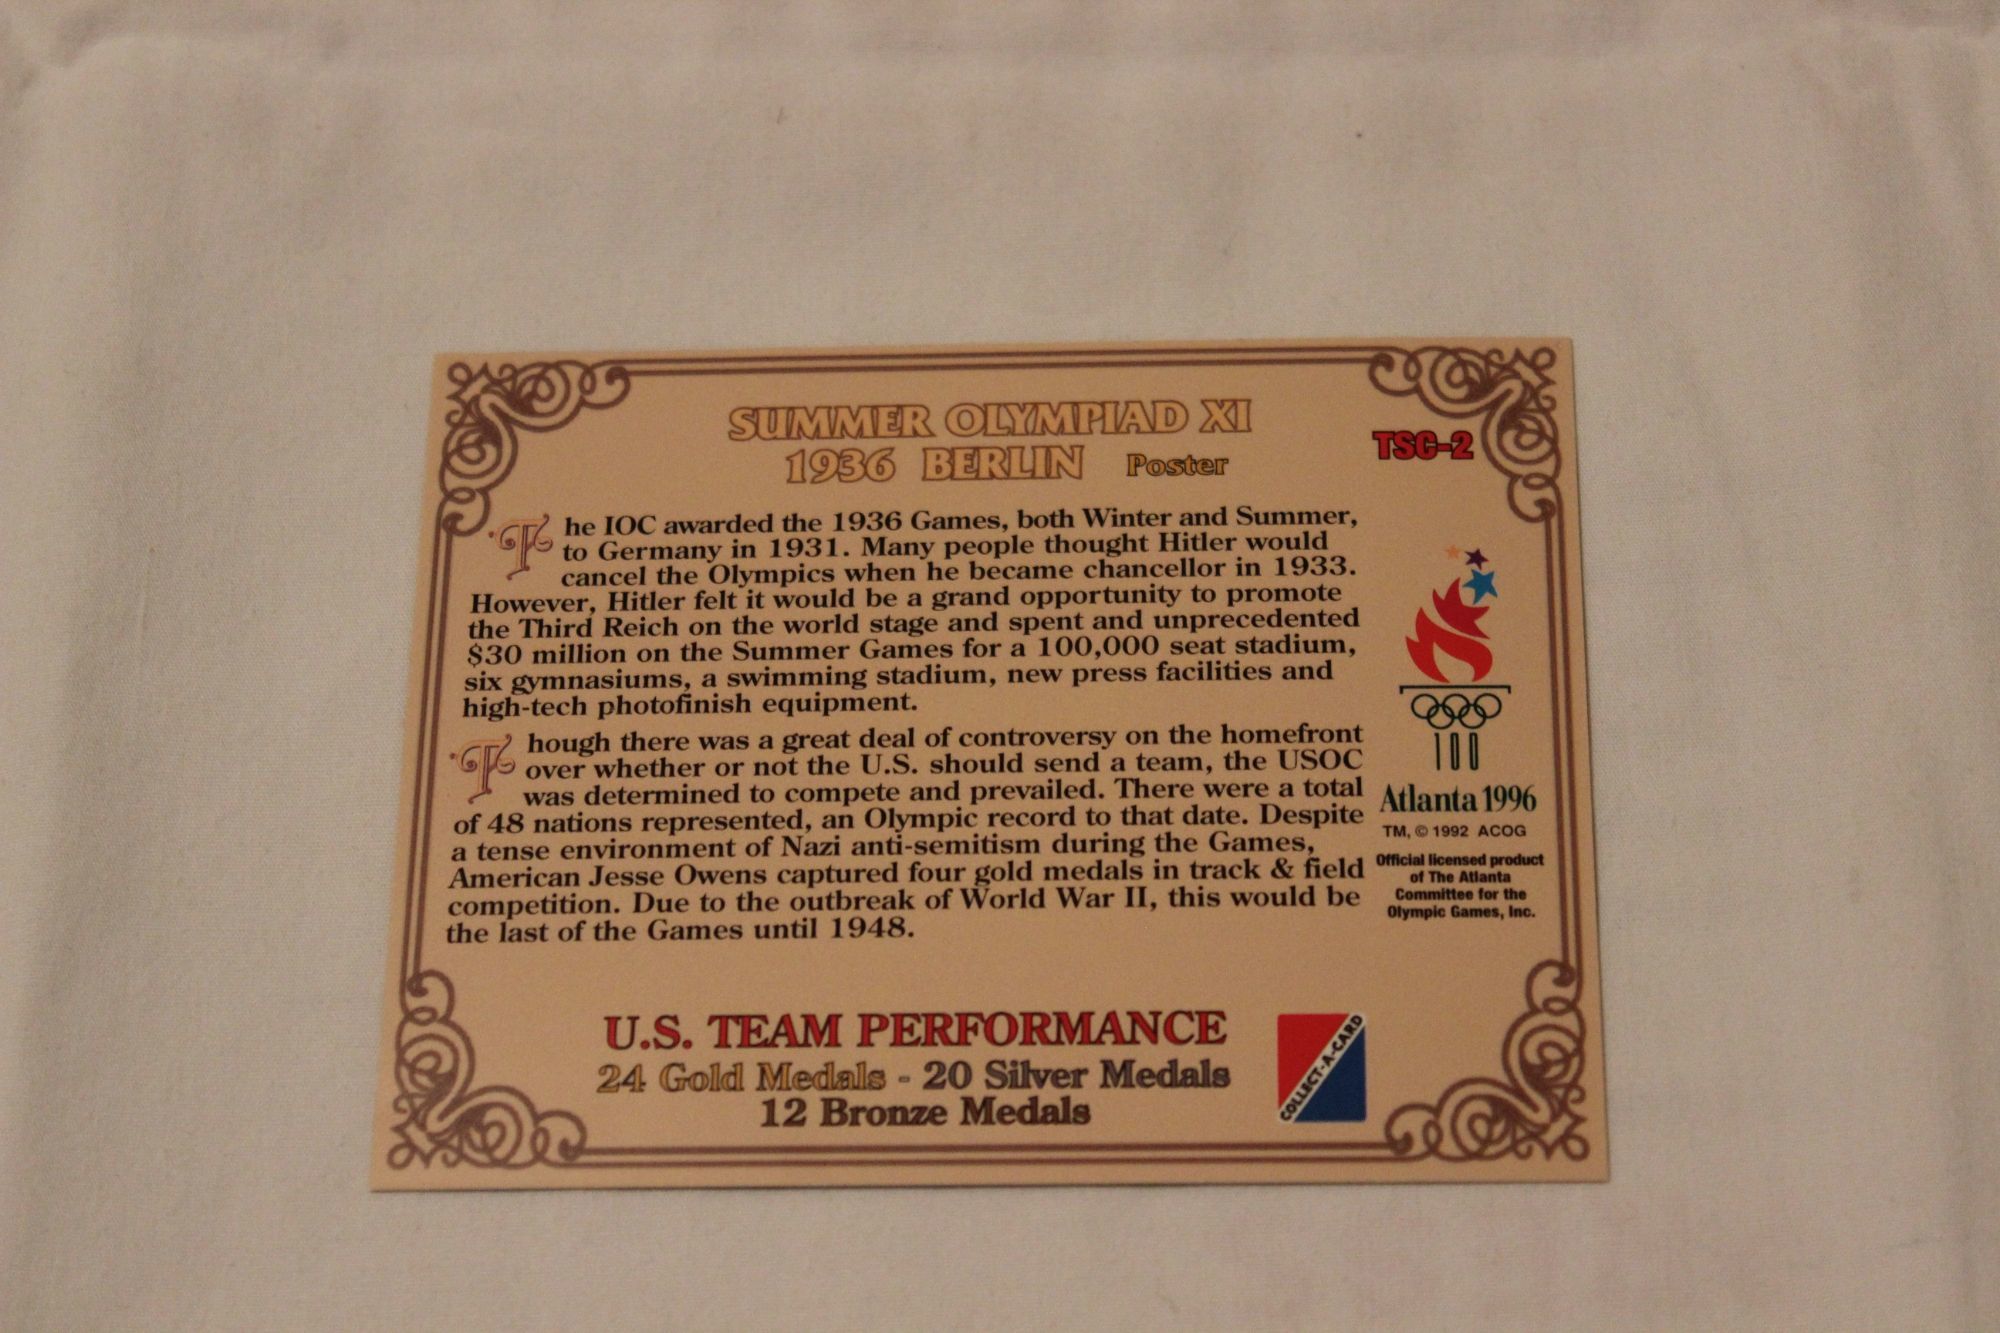 SUMMER OLYMPIAD XI
1936 BERLIN Poster
TSC-2
The IOC awarded the 1936 Games, both Winter and Summer,
to Germany in 1931. Many people thought Hitler would
cancel the Olympics when he became chancellor in 1933.
However, Hitler felt it would be a grand opportunity to promote
the Third Reich on the world stage and spent and unprecedented
$30 million on the Summer Games for a 100,000 seat stadium,
six gymnasiums, a swimming stadium, new press facilities and
high-tech photofinish equipment.
Though there was a great deal of controversy on the homefront
over whether or not the U.S. should send a team, the USOC
was determined to compete and prevailed. There were a total
of 48 nations represented, an Olympic record to that date. Despite
a tense environment of Nazi anti-semitism during the Games,
American Jesse Owens captured four gold medals in track & field
competition. Due to the outbreak of World War II, this would be
the last of the Games until 1948.
100
Atlanta 1996
TM, © 1992 ACOG
Official licensed product
of The Atlanta
Committee for the
Olympic Games, Inc.
U.S. TEAM PERFORMANCE
24 Gold Medals - 20 Silver Medals
12 Bronze Medals
COLLECT-A-CARD